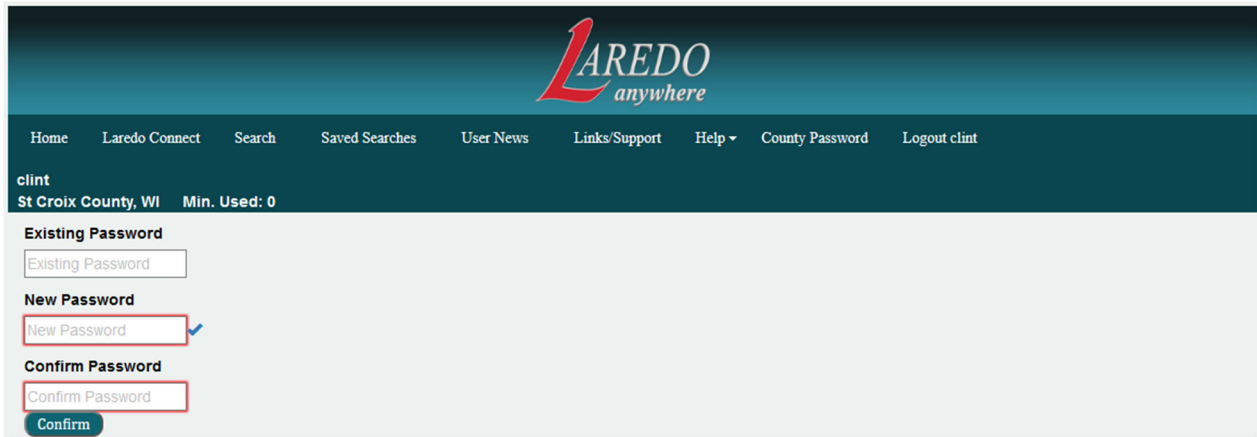 LAREDO
anywhere
Home Laredo Connect Search Saved Searches User News Links/Support Help County Password Logout clint
clint
St Croix County, WI Min. Used: 0
Existing Password
Existing Password
New Password
New Password
Confirm Password
Confirm Password
Confirm